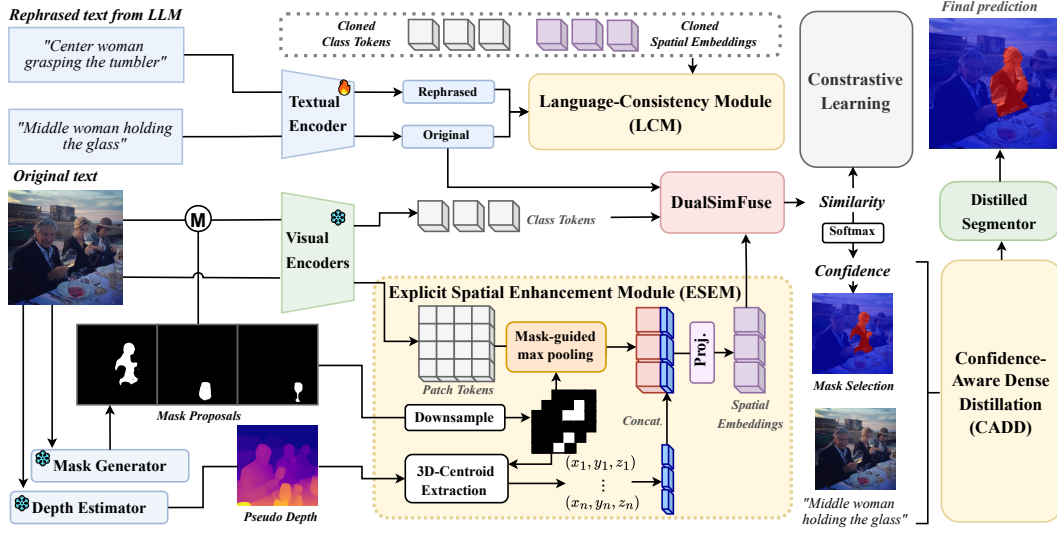 Rephrased text from LLM
"Center woman
grasping the tumbler"
"Middle woman holding
the glass"
Original text
Textual
Encoder
Rephrased
Original
Cloned
Class Tokens
Cloned
Spatial Embeddings
Language-Consistency Module
(LCM)
Constrastive
Learning
Final prediction
M
Visual
Encoders
Class Tokens
DualSimFuse
Similarity
Softmax
Confidence
Mask Selection
Distilled
Segmentor
Explicit Spatial Enhancement Module (ESEM)
Patch Tokens
Mask-guided
max pooling
Proj.
Concat.
Spatial
Embeddings
Downsample
3D-Centroid
Extraction
(x₁, y₁, z₁)
⋮
(xₙ, yₙ, zₙ)
Mask Proposals
Mask Generator
Depth Estimator
Pseudo Depth
"Middle woman
holding the glass"
Confidence-
Aware Dense
Distillation
(CADD)